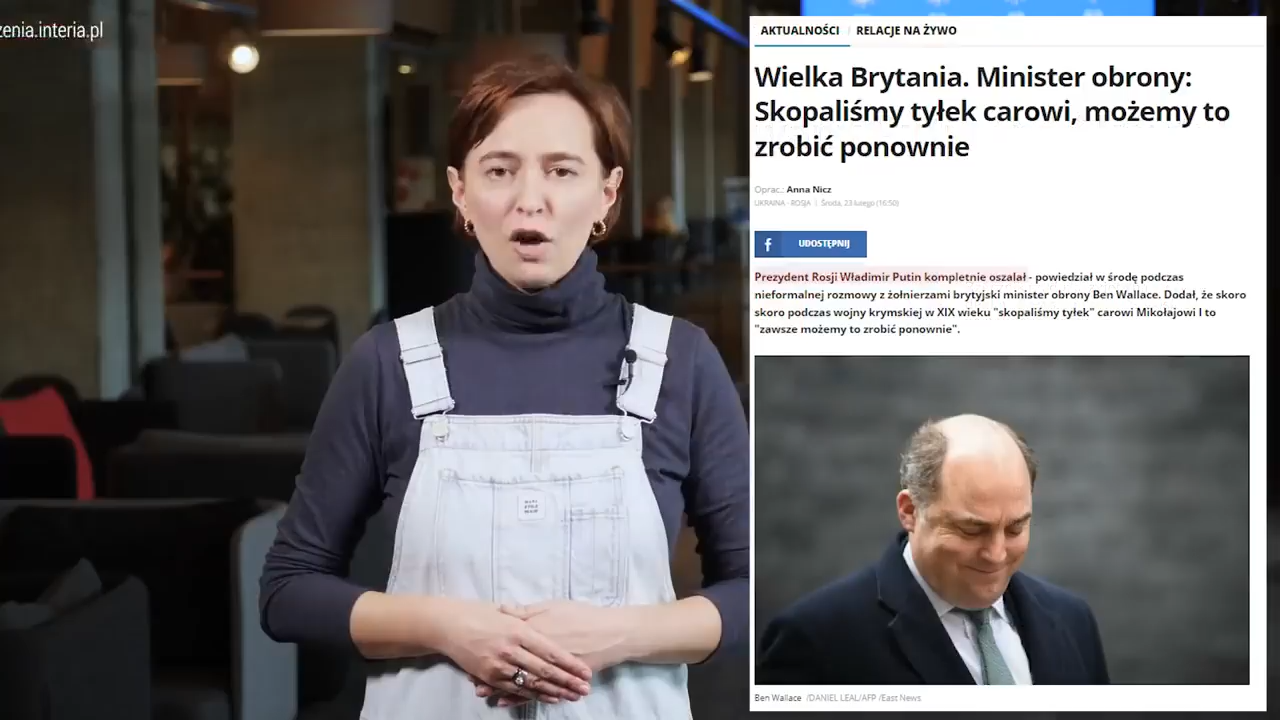 zenia.interia.pl
AKTUALNOŚCI RELACJE NA ŻYWO
Wielka Brytania. Minister obrony:
Skopaliśmy tyłek carowi, możemy to
zrobić ponownie
Oprac.: Anna Nicz
UKRAINA - ROSJA | Środa, 23 lutego (16:50)
UDOSTĘPNIJ
Prezydent Rosji Władimir Putin kompletnie oszalał - powiedział w środę podczas
nieformalnej rozmowy z żołnierzami brytyjski minister obrony Ben Wallace. Dodał, że skoro
skoro podczas wojny krymskiej w XIX wieku "skopaliśmy tyłek" carowi Mikołajowi I to
"zawsze możemy to zrobić ponownie".
Ben Wallace /DANIEL LEAL/AFP /East News